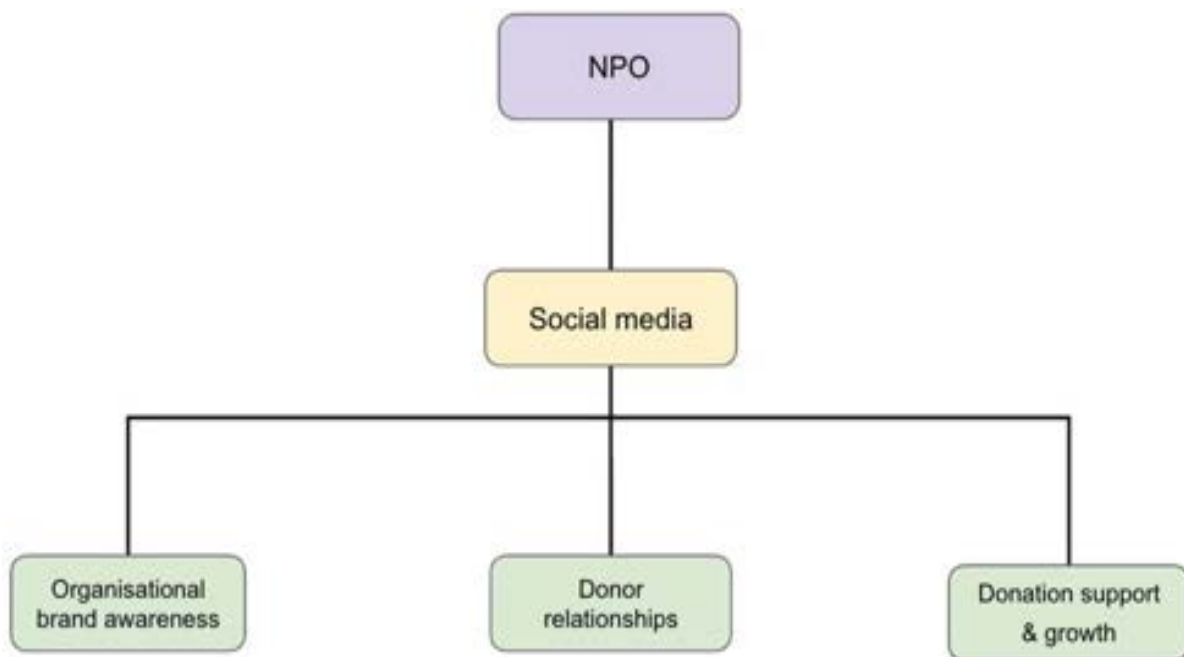 NPO
Social media
Organisational
brand awareness
Donor
relationships
Donation support
& growth